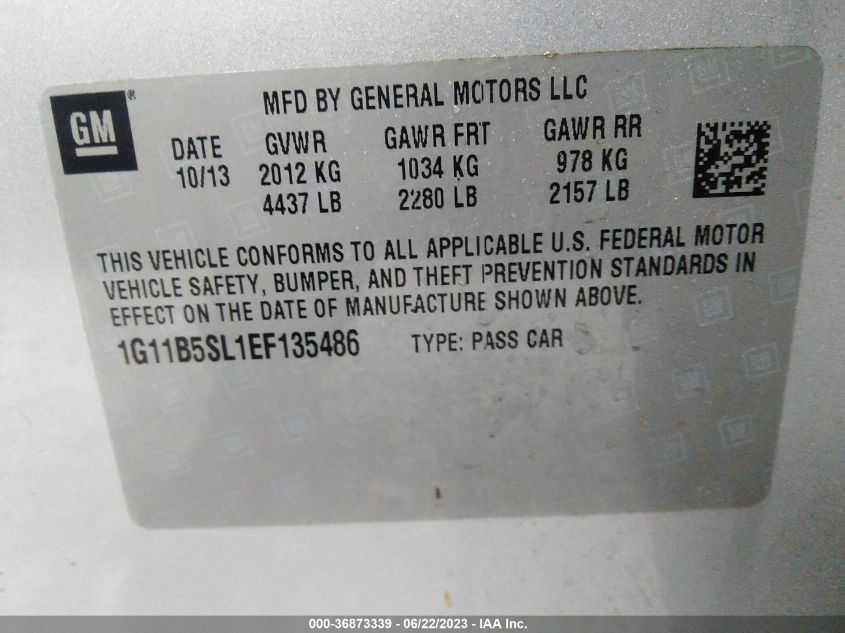 GM ®
MFD BY GENERAL MOTORS LLC
DATE GVWR GAWR FRT GAWR RR
10/13 2012 KG 1034 KG 978 KG
4437 LB 2280 LB 2157 LB
THIS VEHICLE CONFORMS TO ALL APPLICABLE U.S. FEDERAL MOTOR
VEHICLE SAFETY, BUMPER, AND THEFT PREVENTION STANDARDS IN
EFFECT ON THE DATE OF MANUFACTURE SHOWN ABOVE.
1G11B5SL1EF135486 TYPE: PASS CAR
000-36873339 - 06/22/2023 - IAA Inc.